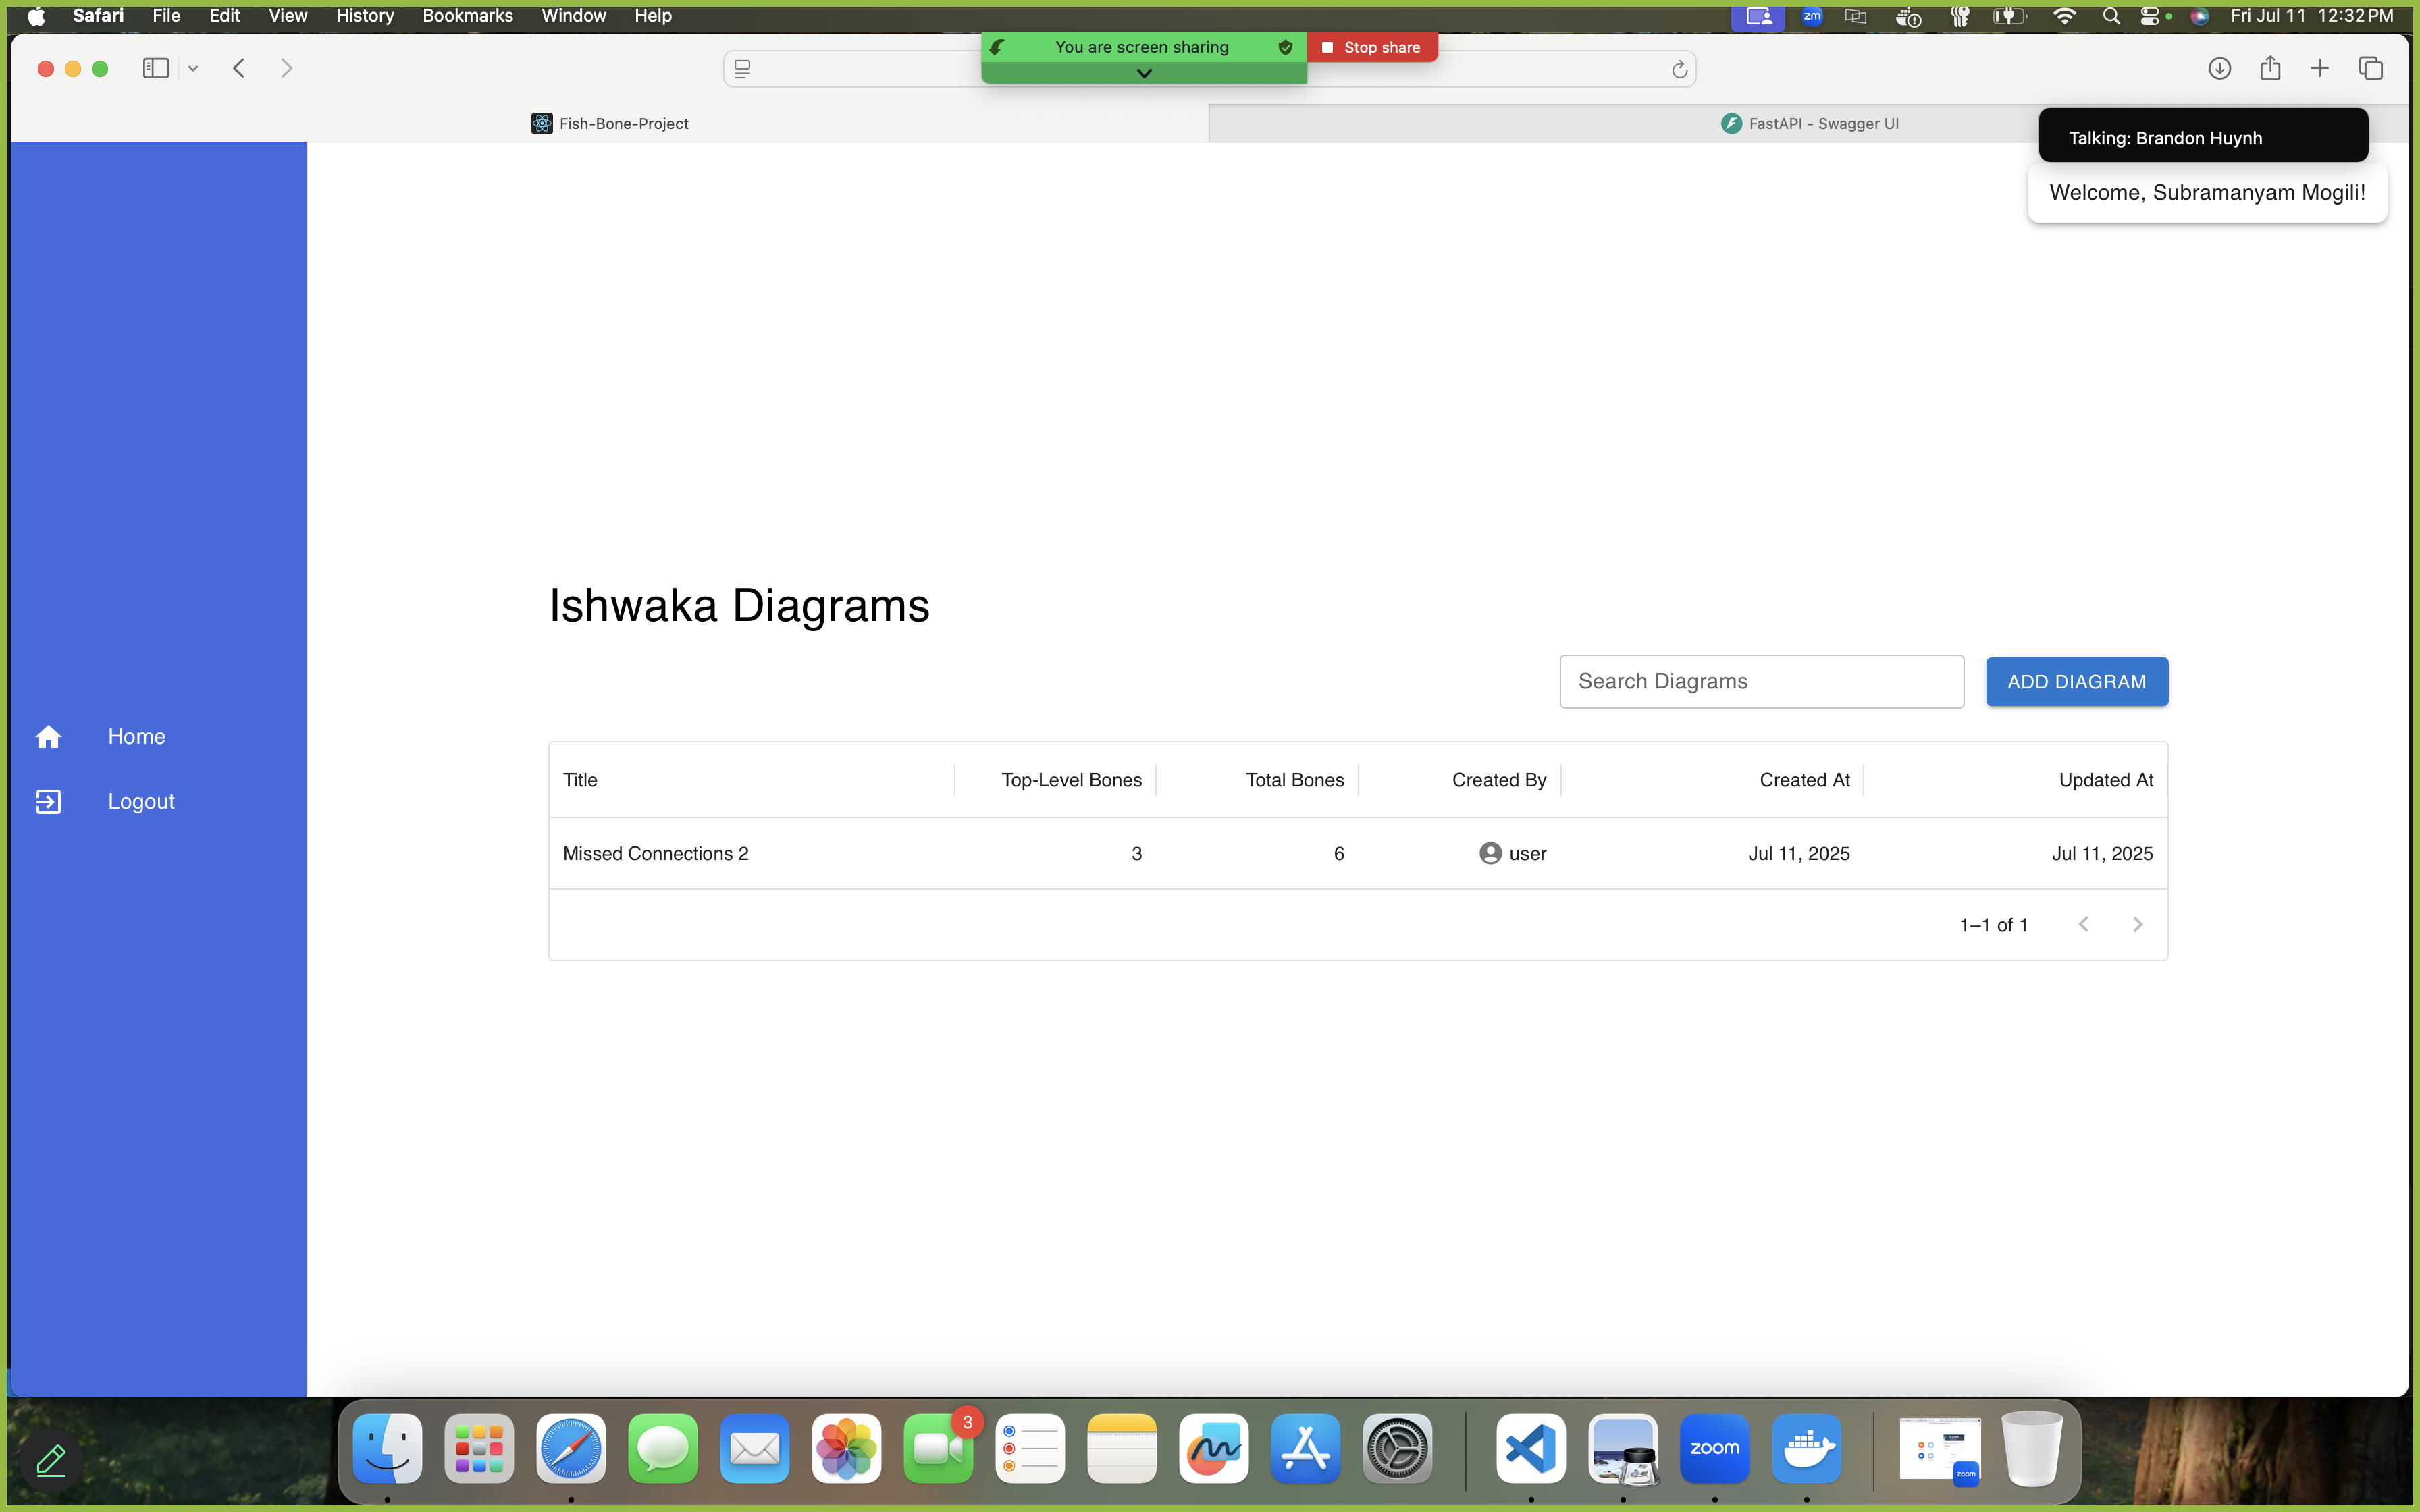 Safari File Edit View History Bookmarks Window Help zm Fri Jul 11 12:32 PM
You are screen sharing Stop share
Fish-Bone-Project FastAPI - Swagger UI
Talking: Brandon Huynh
Welcome, Subramanyam Mogili!
Ishwaka Diagrams
Search Diagrams ADD DIAGRAM
Home
Logout
Title Top-Level Bones Total Bones Created By Created At Updated At
Missed Connections 2 3 6 user Jul 11, 2025 Jul 11, 2025
1–1 of 1
3
zoom
zoom